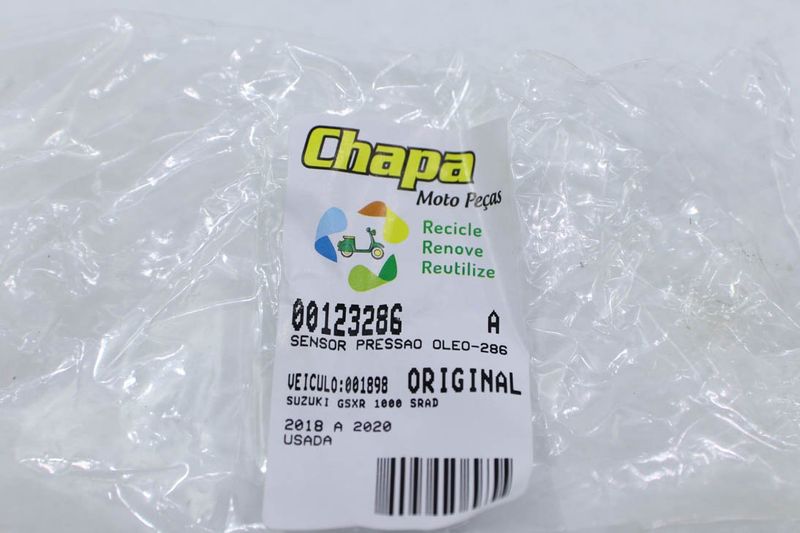 Chapa
Moto Peças
Recicle
Renove
Reutilize
00123286 A
SENSOR PRESSAO OLEO-286
VEICULO:001898 ORIGINAL
SUZUKI GSXR 1000 SRAD
2018 A 2020
USADA